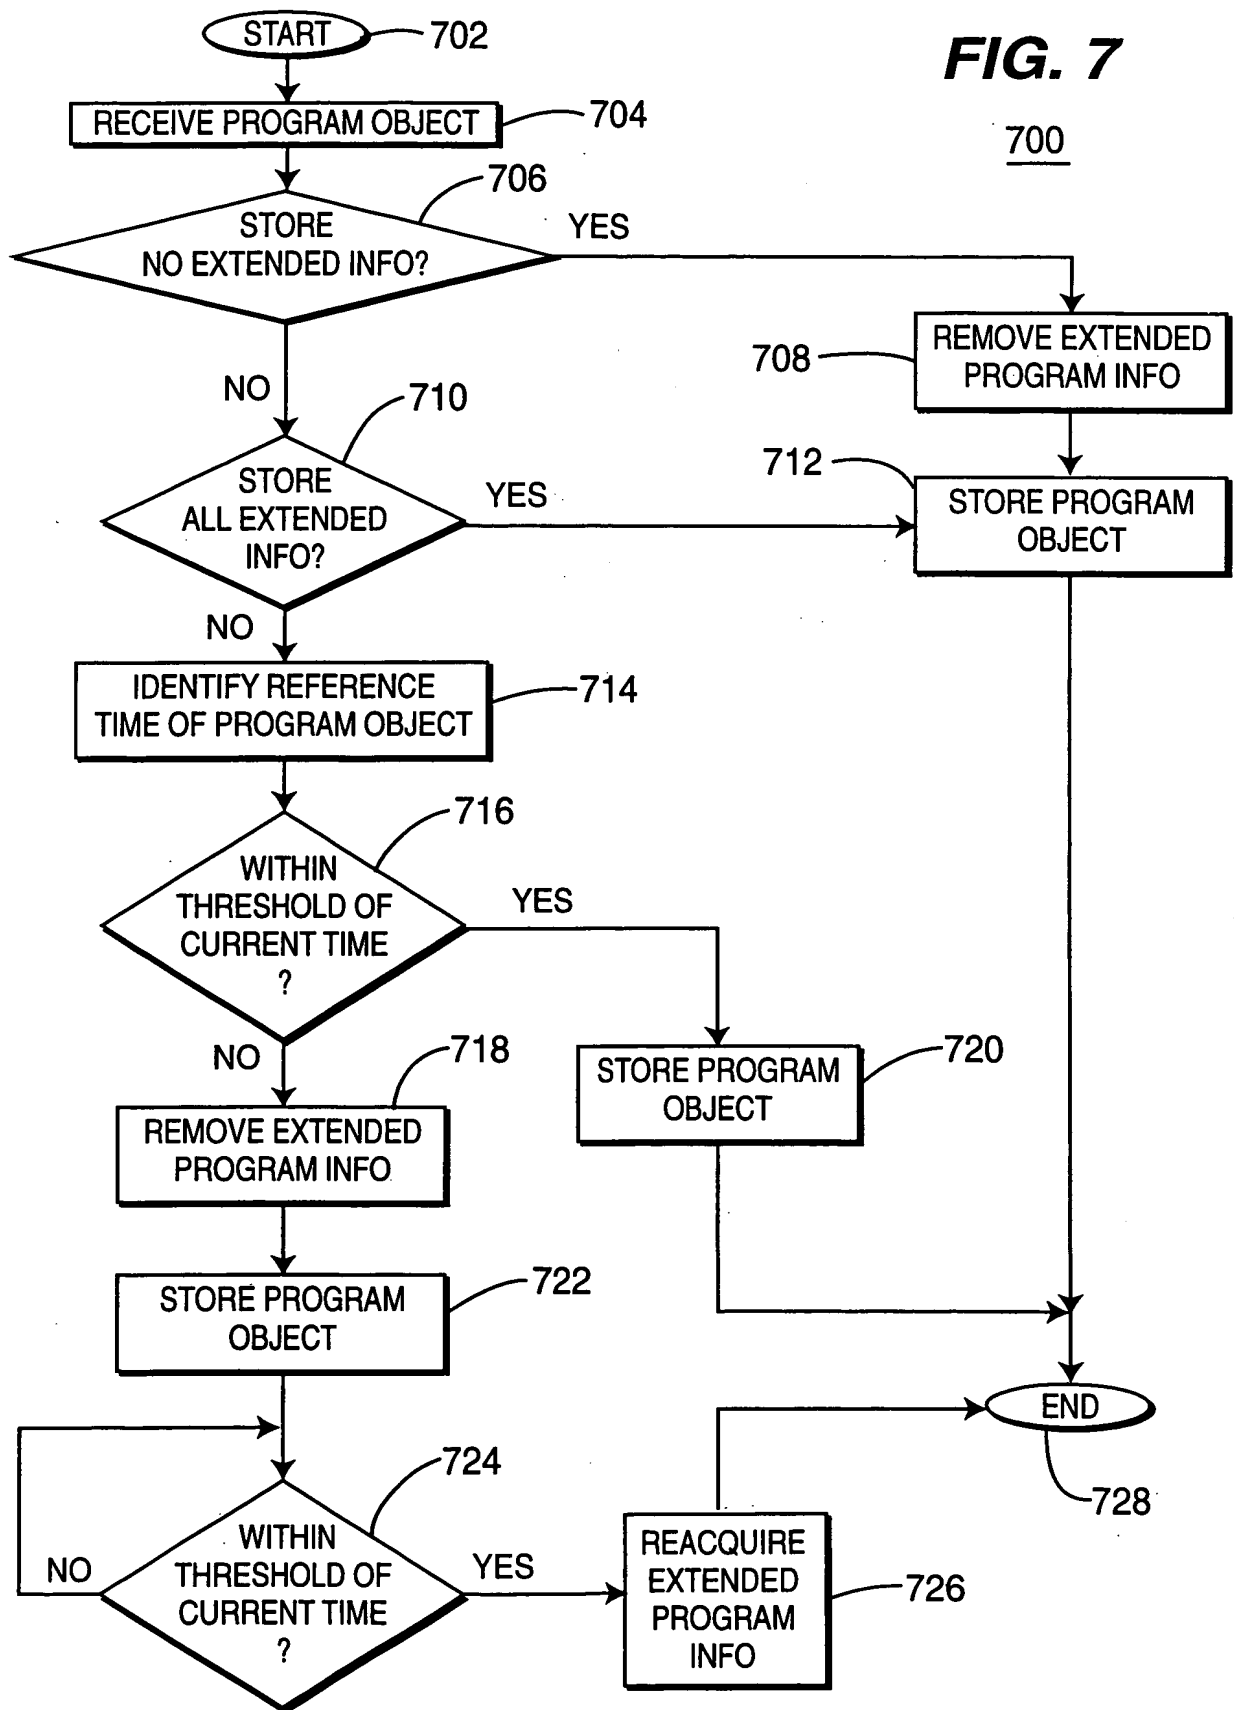 START
702
FIG. 7
RECEIVE PROGRAM OBJECT
704
700
706
STORE
NO EXTENDED INFO?
YES
REMOVE EXTENDED
PROGRAM INFO
708
NO
710
STORE
ALL EXTENDED
INFO?
YES
712
STORE PROGRAM
OBJECT
NO
IDENTIFY REFERENCE
TIME OF PROGRAM OBJECT
714
716
WITHIN
THRESHOLD OF
CURRENT TIME
?
YES
NO
718
STORE PROGRAM
OBJECT
720
REMOVE EXTENDED
PROGRAM INFO
STORE PROGRAM
OBJECT
722
END
728
724
WITHIN
THRESHOLD OF
CURRENT TIME
?
NO
YES
REACQUIRE
EXTENDED
PROGRAM
INFO
726